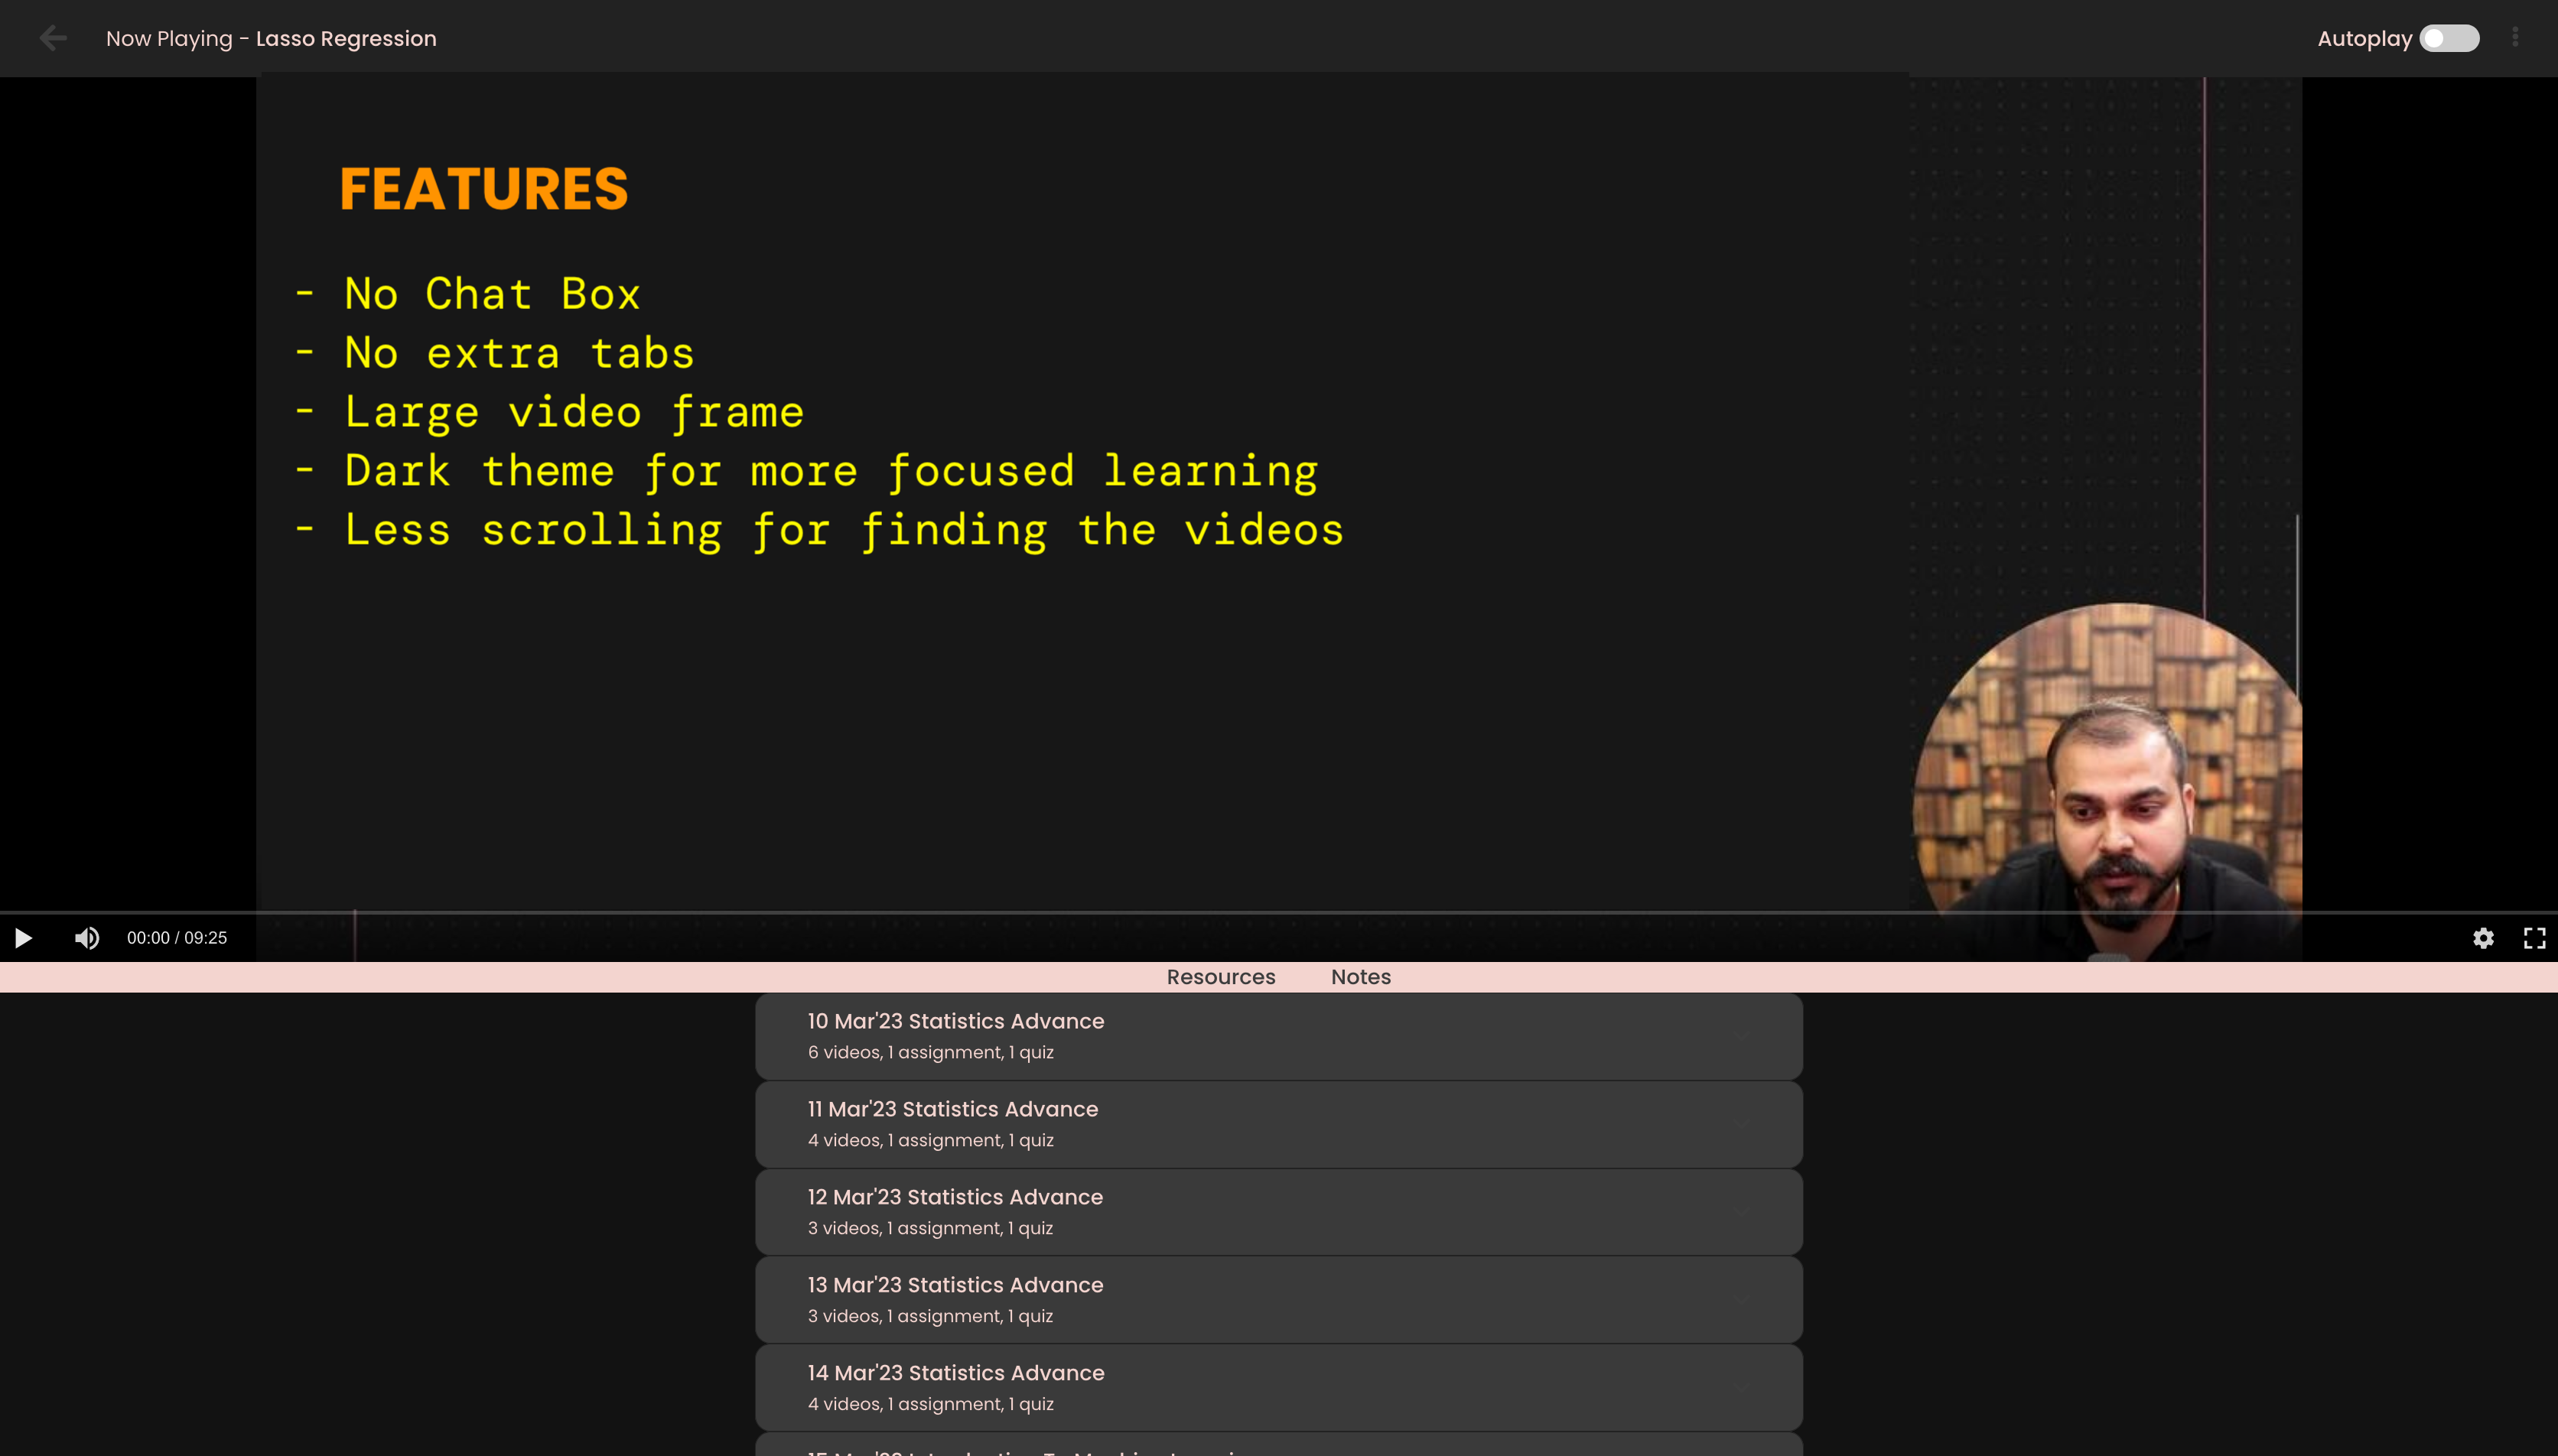 Now Playing - Lasso Regression
Autoplay
FEATURES
- No Chat Box
- No extra tabs
- Large video frame
- Dark theme for more focused learning
- Less scrolling for finding the videos
00:00 / 09:25
Resources Notes
10 Mar'23 Statistics Advance
6 videos, 1 assignment, 1 quiz
11 Mar'23 Statistics Advance
4 videos, 1 assignment, 1 quiz
12 Mar'23 Statistics Advance
3 videos, 1 assignment, 1 quiz
13 Mar'23 Statistics Advance
3 videos, 1 assignment, 1 quiz
14 Mar'23 Statistics Advance
4 videos, 1 assignment, 1 quiz